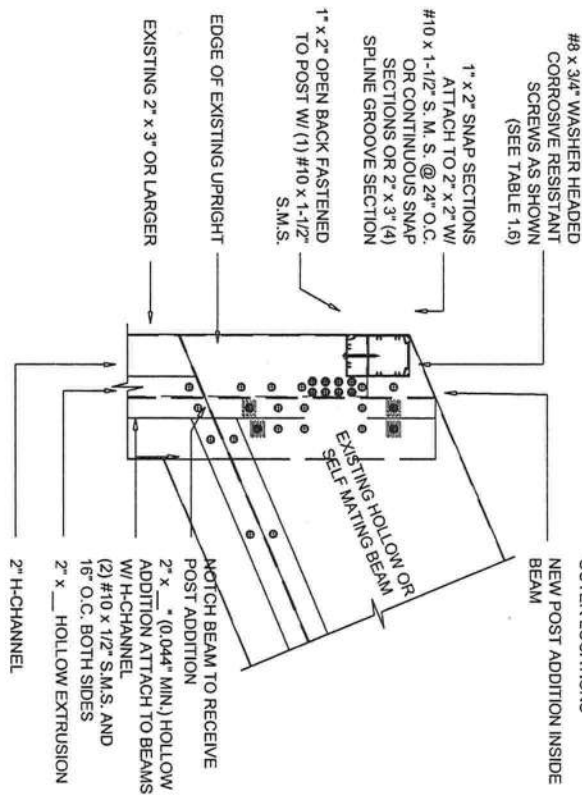 #8 x 3/4" WASHER HEADED
CORROSIVE RESISTANT
SCREWS AS SHOWN
(SEE TABLE 1.6)
1" x 2" SNAP SECTIONS
ATTACH TO 2" x 2" W/
#10 x 1-1/2" S. M. S. @ 24" O.C.
OR CONTINUOUS SNAP
SECTIONS OR 2" x 3" (4)
SPLINE GROOVE SECTION
1" x 2" OPEN BACK FASTENED
TO POST W/ (1) #10 x 1-1/2"
S.M.S.
EDGE OF EXISTING UPRIGHT
EXISTING 2" x 3" OR LARGER
EXISTING HOLLOW OR
SELF MATING BEAM
NEW POST ADDITION INSIDE
BEAM
NOTCH BEAM TO RECEIVE
POST ADDITION
2" x __" (0.044" MIN.) HOLLOW
ADDITION ATTACH TO BEAMS
W/ H-CHANNEL
(2) #10 x 1/2" S.M.S. AND
16" O.C. BOTH SIDES
2" x __ HOLLOW EXTRUSION
2" H-CHANNEL